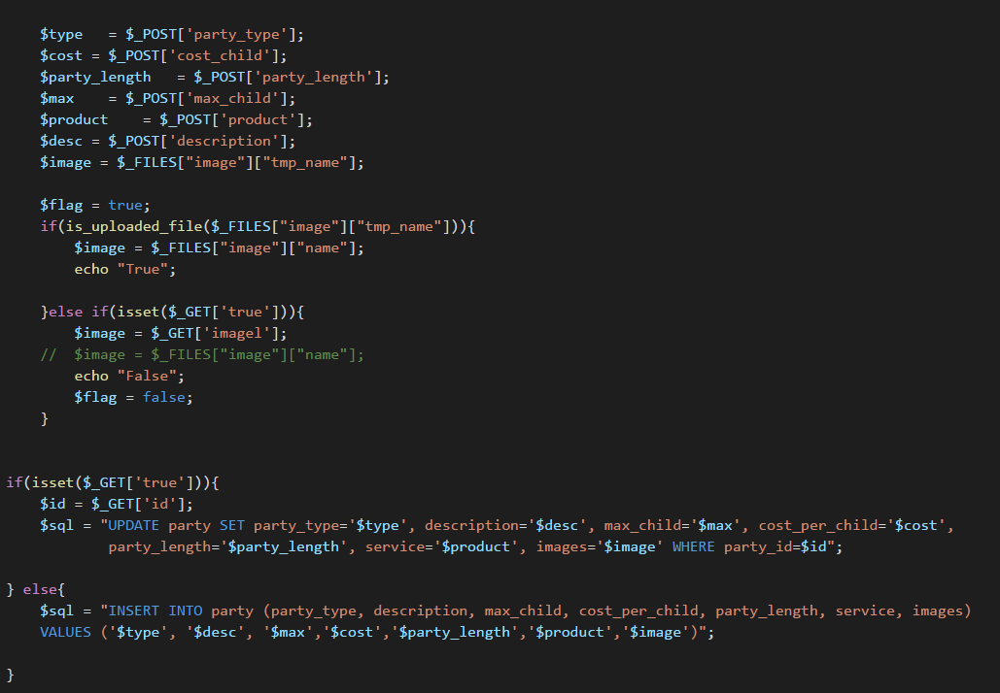 $type   = $_POST['party_type'];
$cost = $_POST['cost_child'];
$party_length   = $_POST['party_length'];
$max    = $_POST['max_child'];
$product    = $_POST['product'];
$desc = $_POST['description'];
$image = $_FILES["image"]["tmp_name"];
$flag = true;
if(is_uploaded_file($_FILES["image"]["tmp_name"])){
$image = $_FILES["image"]["name"];
echo "True";
}else if(isset($_GET['true'])){
$image = $_GET['imagel'];
//  $image = $_FILES["image"]["name"];
echo "False";
$flag = false;
}
if(isset($_GET['true'])){
$id = $_GET['id'];
$sql = "UPDATE party SET party_type='$type', description='$desc', max_child='$max', cost_per_child='$cost',
party_length='$party_length', service='$product', images='$image' WHERE party_id=$id";
} else{
$sql = "INSERT INTO party (party_type, description, max_child, cost_per_child, party_length, service, images)
VALUES ('$type', '$desc', '$max','$cost','$party_length','$product','$image')";
}